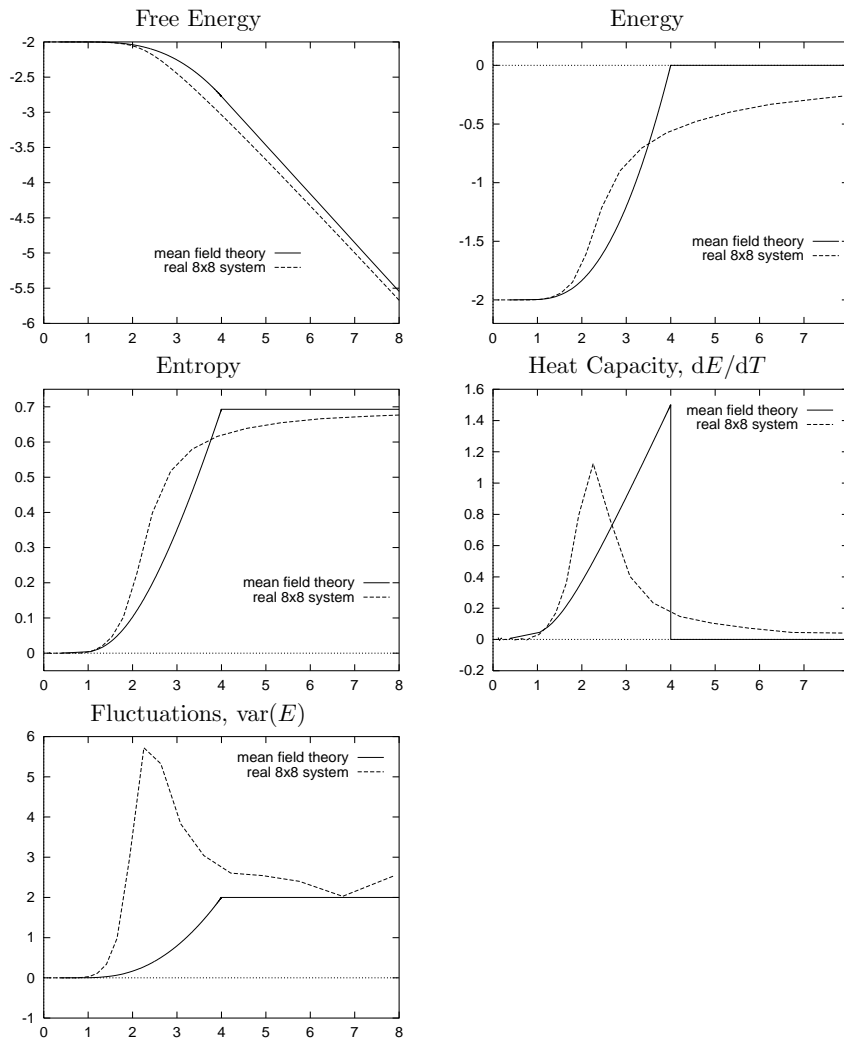 Free Energy
-2
-2.5
-3
-3.5
-4
-4.5
-5
-5.5
-6
0 1 2 3 4 5 6 7 8
mean field theory
real 8x8 system
Energy
0
-0.5
-1
-1.5
-2
0 1 2 3 4 5 6 7 8
mean field theory
real 8x8 system
Entropy
0.7
0.6
0.5
0.4
0.3
0.2
0.1
0
0 1 2 3 4 5 6 7 8
mean field theory
real 8x8 system
Heat Capacity, dE/dT
1.6
1.4
1.2
1
0.8
0.6
0.4
0.2
0
-0.2
0 1 2 3 4 5 6 7 8
mean field theory
real 8x8 system
Fluctuations, var(E)
6
5
4
3
2
1
0
-1
0 1 2 3 4 5 6 7 8
mean field theory
real 8x8 system